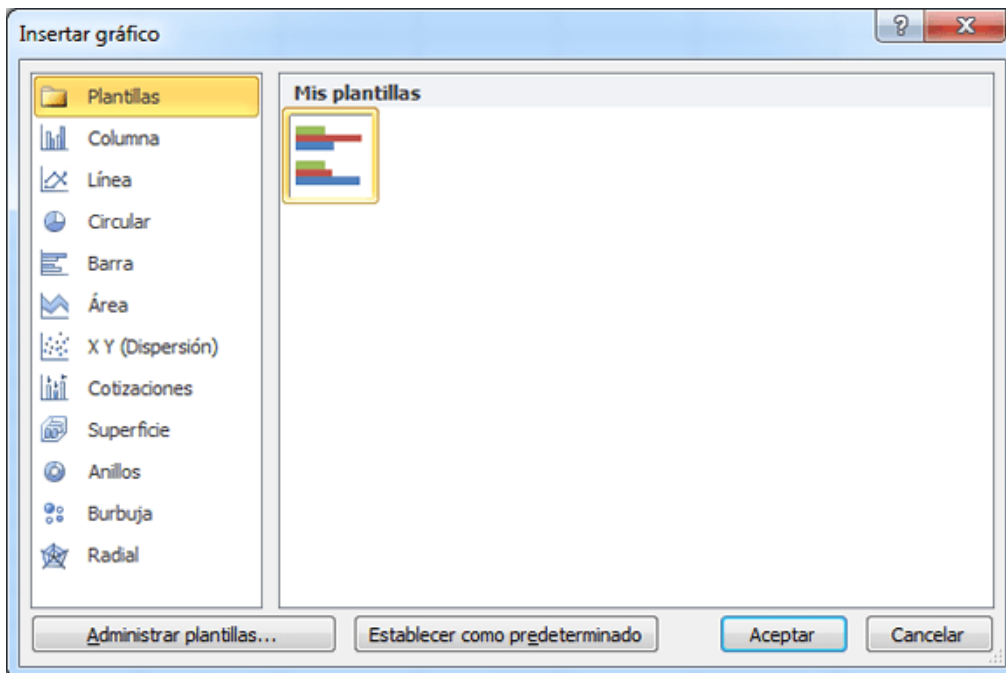 Insertar gráfico
Plantillas
Columna
Línea
Circular
Barra
Área
X Y (Dispersión)
Cotizaciones
Superficie
Anillos
Burbuja
Radial
Mis plantillas
Administrar plantillas...
Establecer como predeterminado
Aceptar
Cancelar